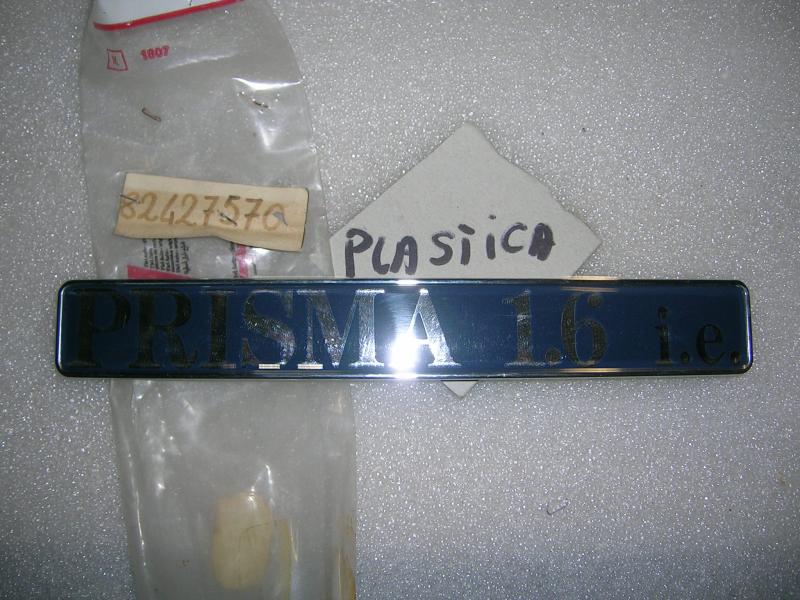 1807
82427570
PLASTICA
PRISMA 1.6 i.e.